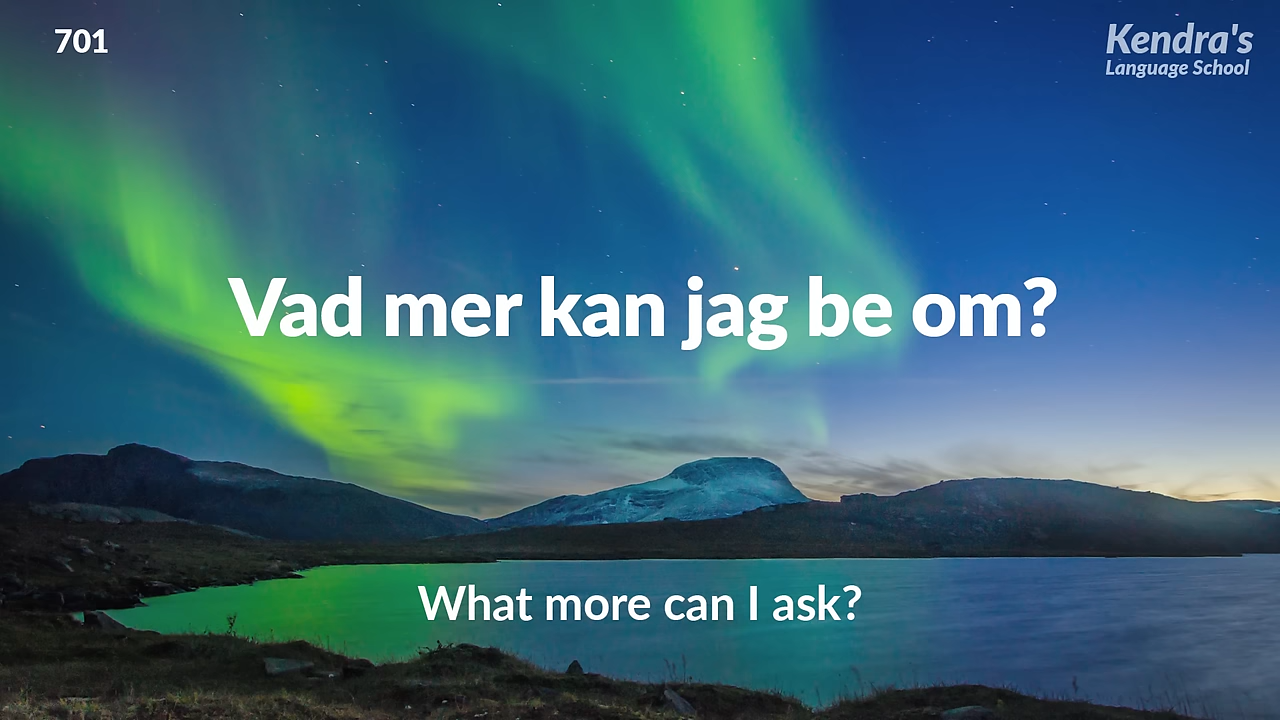 701
Kendra's
Language School
Vad mer kan jag be om?
What more can I ask?